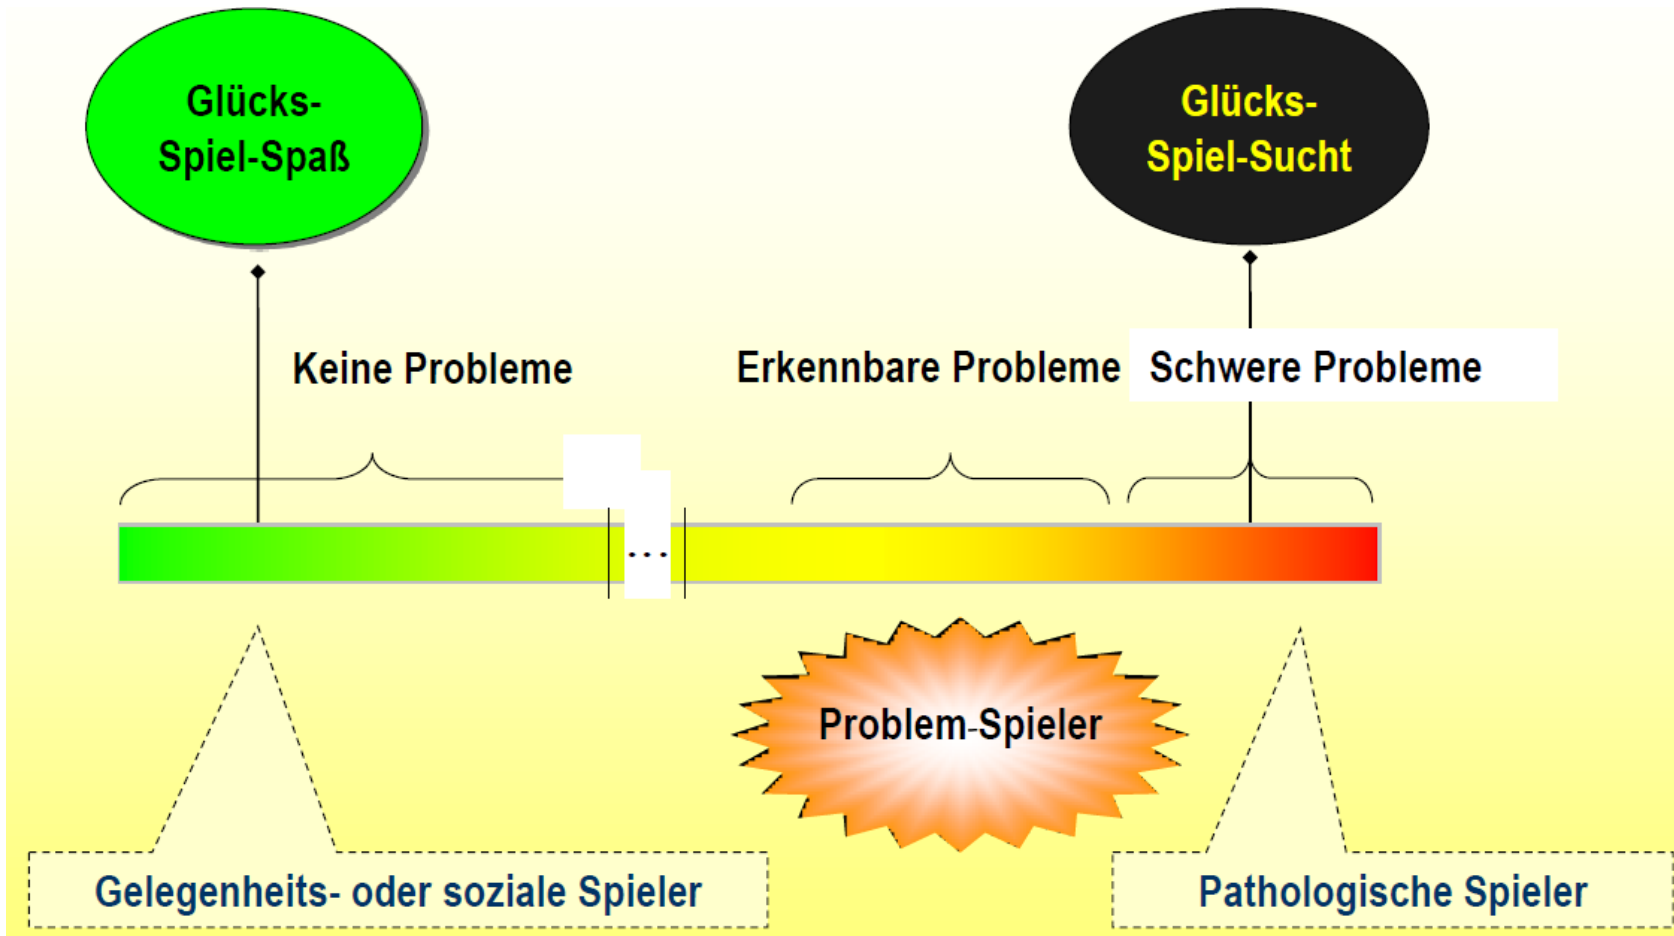 Glücks-
Spiel-Spaß
Glücks-
Spiel-Sucht
Keine Probleme
Erkennbare Probleme
Schwere Probleme
...
Problem-Spieler
Gelegenheits- oder soziale Spieler
Pathologische Spieler